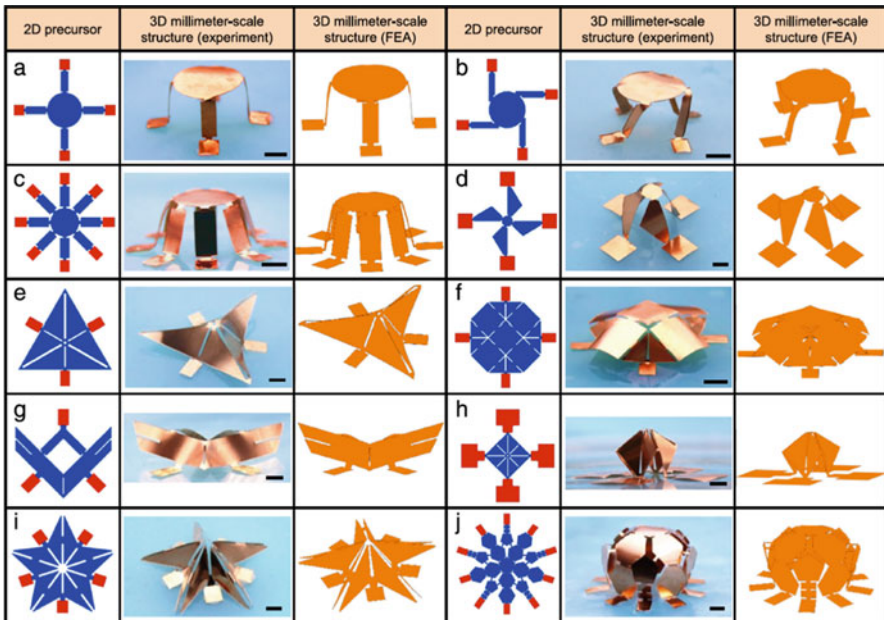 2D precursor
3D millimeter-scale
structure (experiment)
3D millimeter-scale
structure (FEA)
2D precursor
3D millimeter-scale
structure (experiment)
3D millimeter-scale
structure (FEA)
a
b
c
d
e
f
g
h
i
j